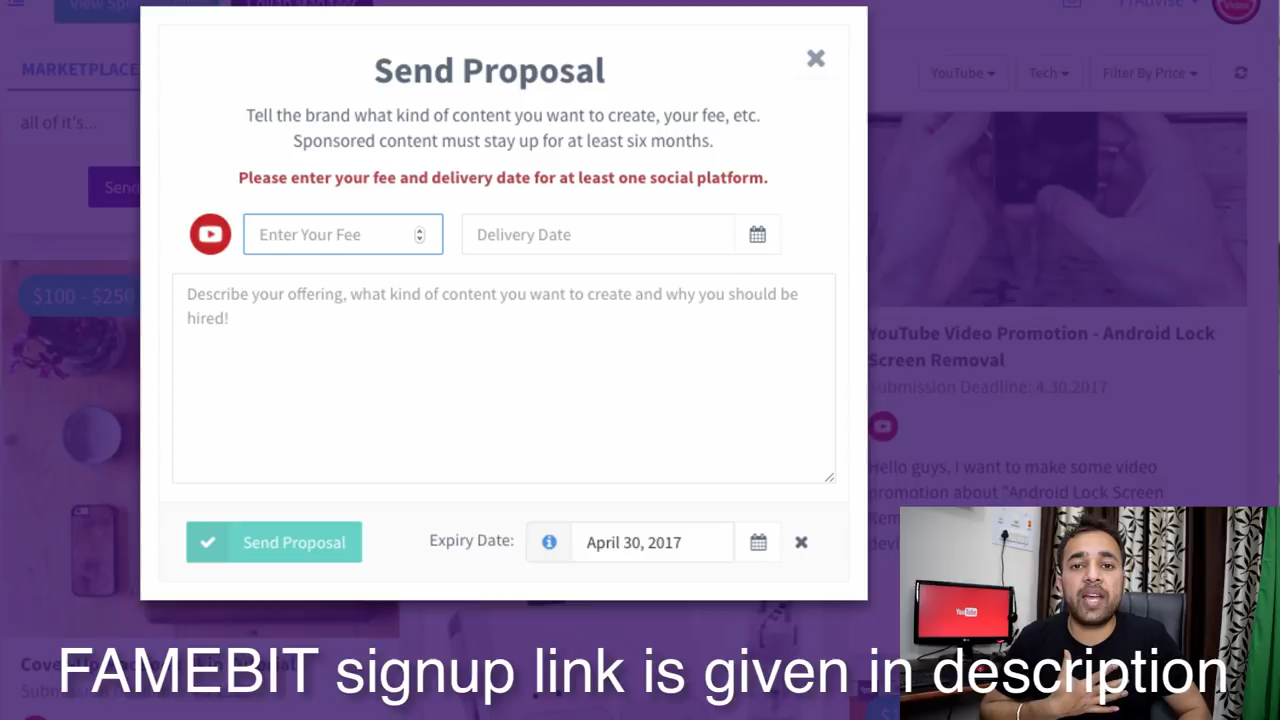 View Sp
MARKETPLACE
YouTube
Tech
Filter By Price
all of it's...
Send Proposal
Tell the brand what kind of content you want to create, your fee, etc.
Sponsored content must stay up for at least six months.
Please enter your fee and delivery date for at least one social platform.
Send
Enter Your Fee
Delivery Date
$100 - $250
Describe your offering, what kind of content you want to create and why you should be
hired!
YouTube Video Promotion - Android Lock
Screen Removal
Submission Deadline: 4.30.2017
Hello guys, I want to make some video
promotion about "Android Lock Screen
Send Proposal
Expiry Date:
April 30, 2017
YouTube
FAMEBIT signup link is given in description